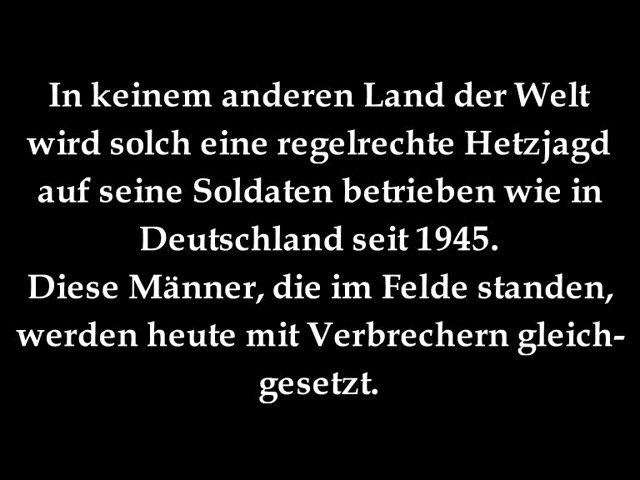 In keinem anderen Land der Welt
wird solch eine regelrechte Hetzjagd
auf seine Soldaten betrieben wie in
Deutschland seit 1945.
Diese Männer, die im Felde standen,
werden heute mit Verbrechern gleich-
gesetzt.